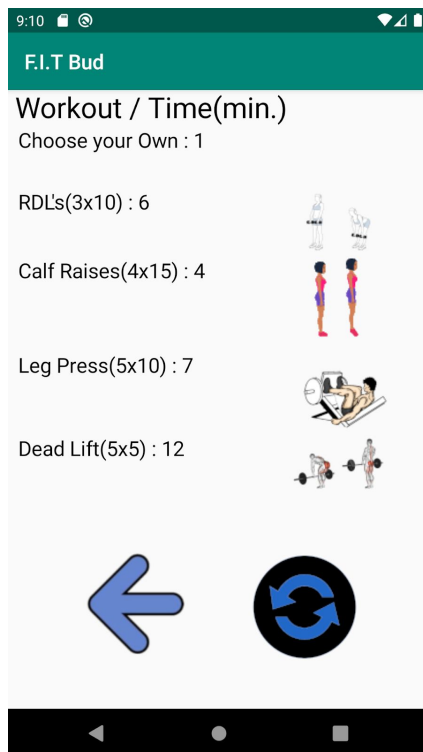 9:10
F.I.T Bud
Workout / Time(min.)
Choose your Own : 1
RDL's(3x10) : 6
Calf Raises(4x15) : 4
Leg Press(5x10) : 7
Dead Lift(5x5) : 12